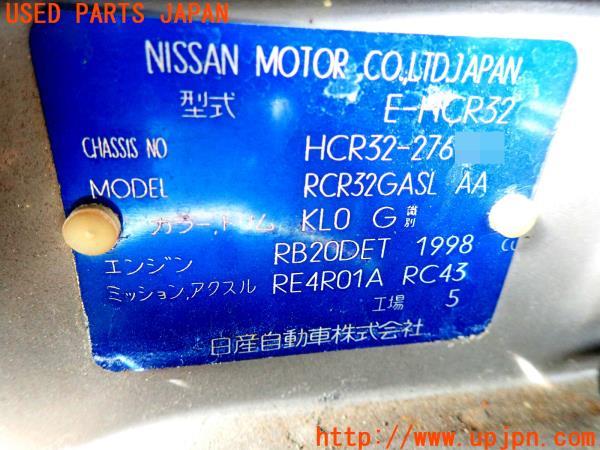 USED PARTS JAPAN
NISSAN MOTOR CO.,LTD.JAPAN
型式 E-HCR32
CHASSIS NO HCR32-276
MODEL RCR32GASL AA
カラー,トリム KL0 G 識別
エンジン RB20DET 1998 CC
ミッション,アクスル RE4R01A RC43
工場 5
日産自動車株式会社
http://www.upjpn.com